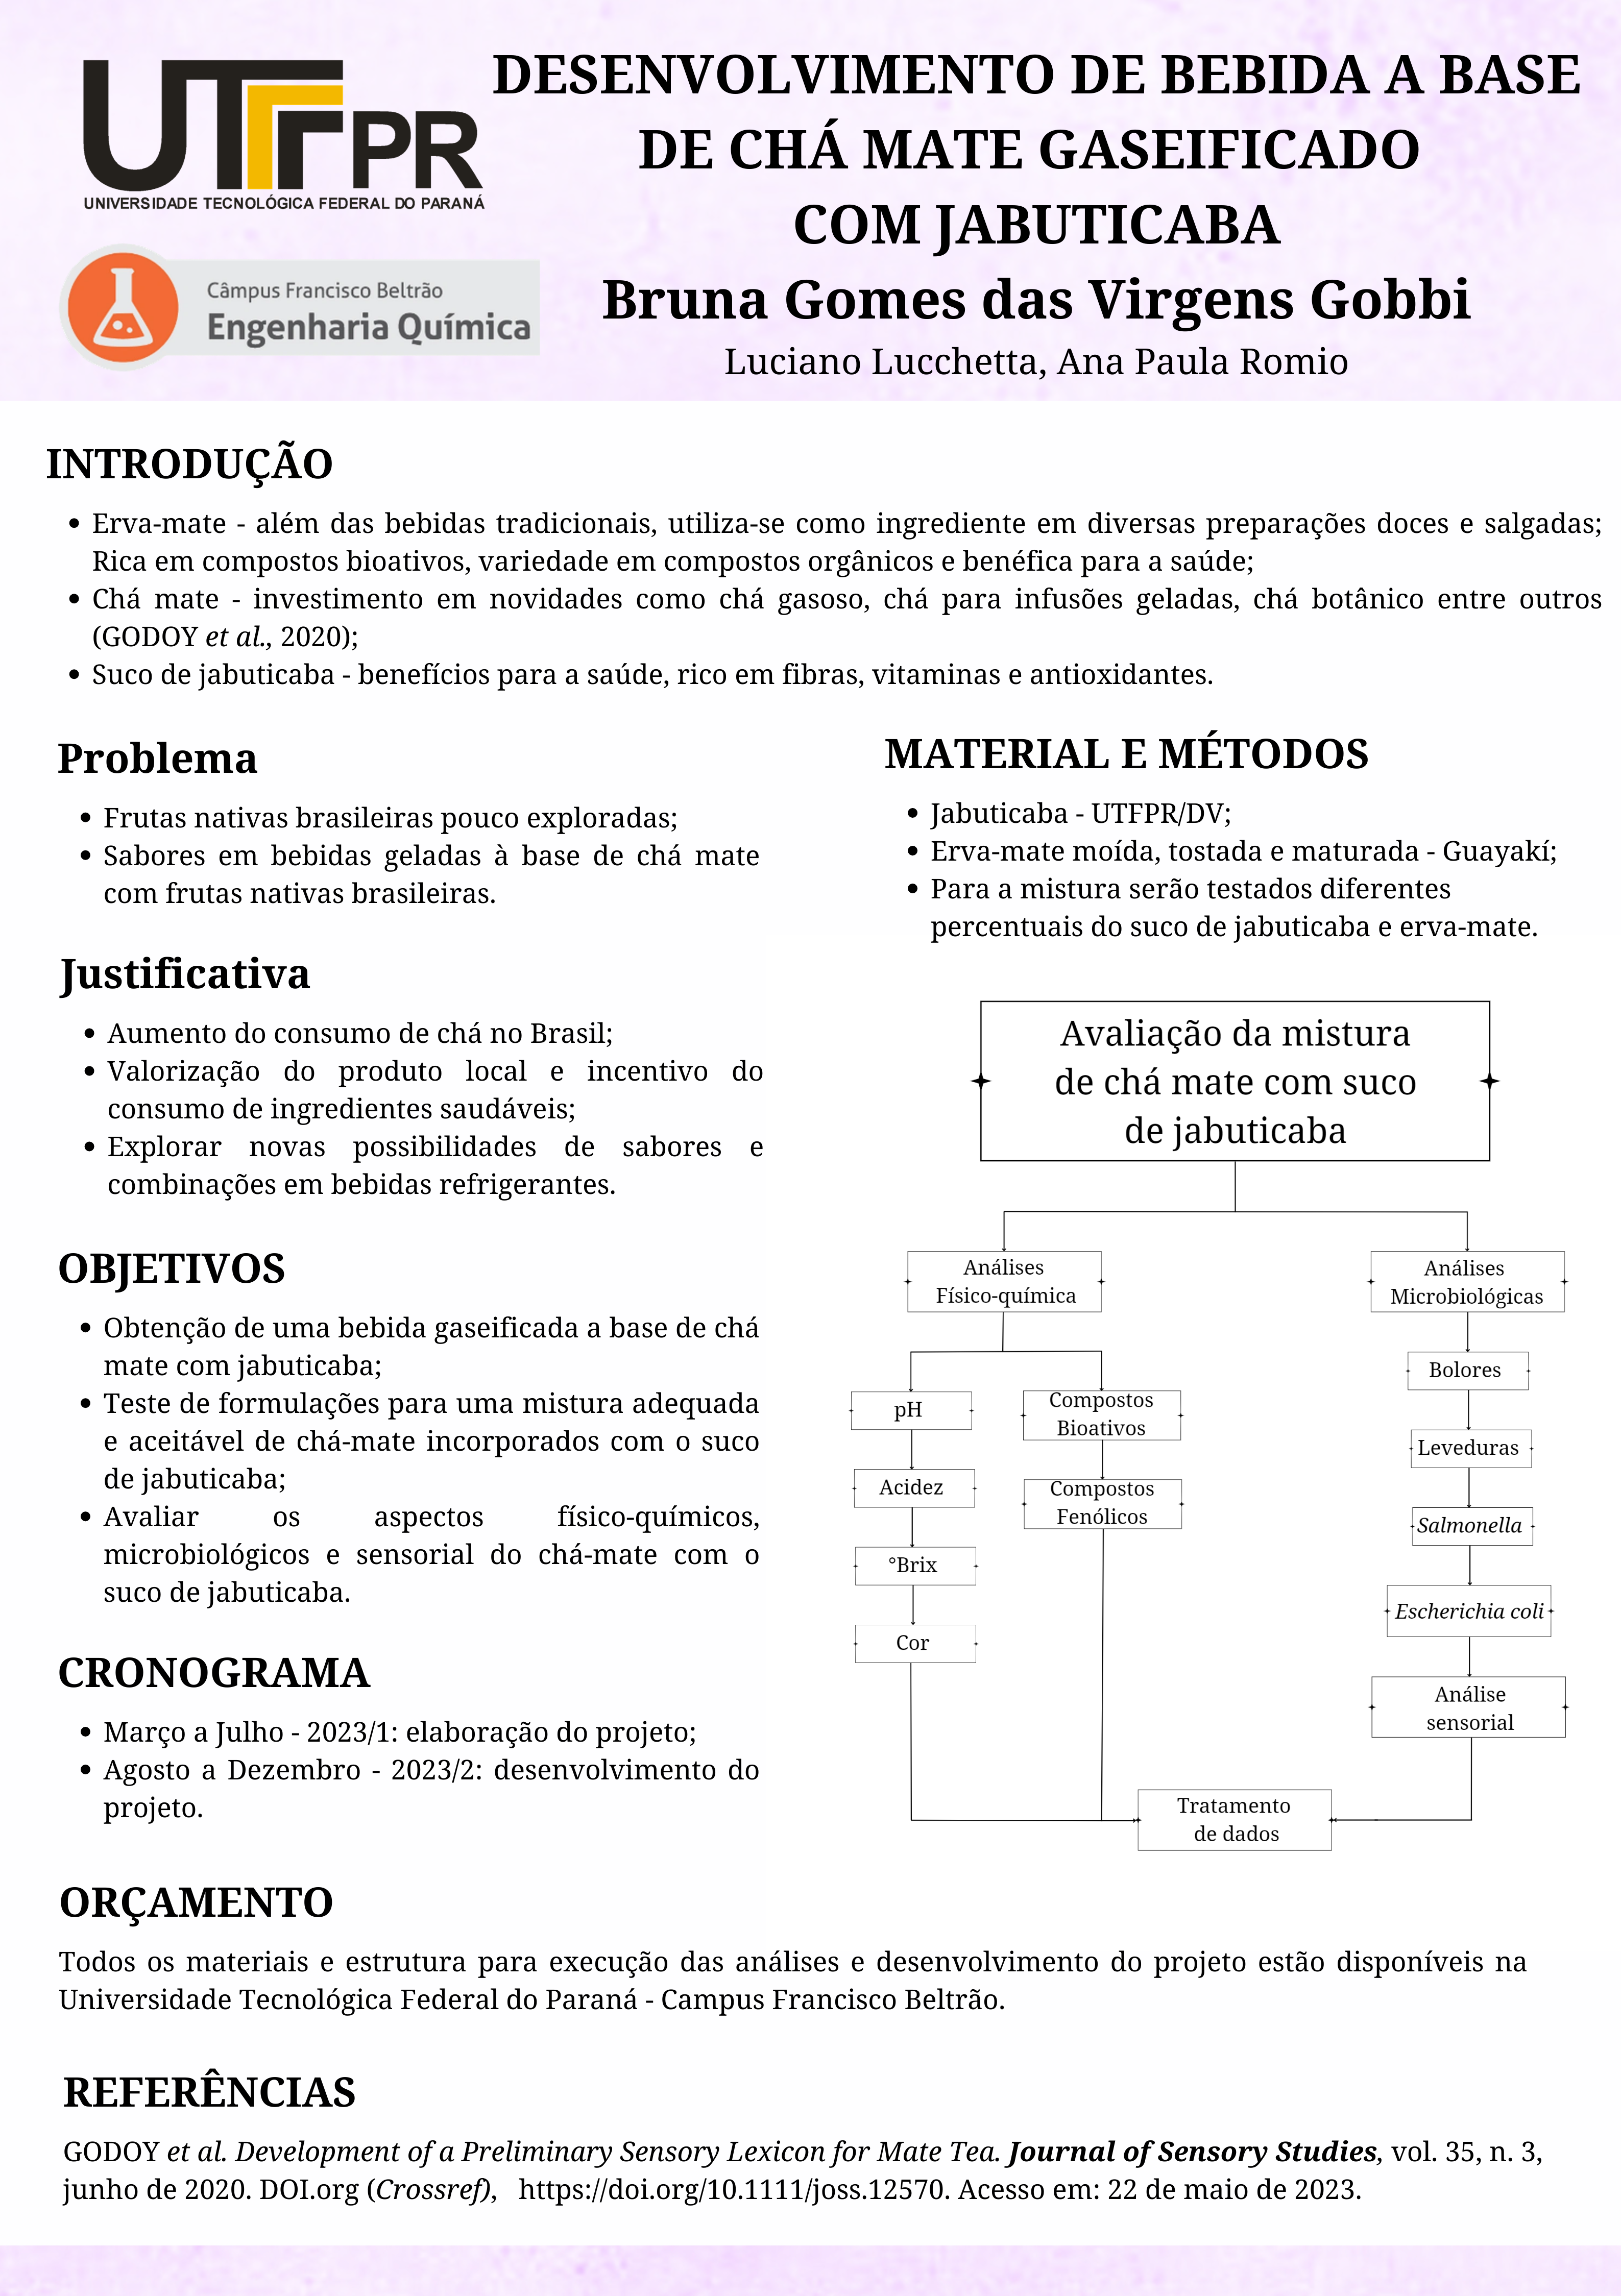 UTFPR
UNIVERSIDADE TECNOLÓGICA FEDERAL DO PARANÁ
Câmpus Francisco Beltrão
Engenharia Química
DESENVOLVIMENTO DE BEBIDA A BASE
DE CHÁ MATE GASEIFICADO
COM JABUTICABA
Bruna Gomes das Virgens Gobbi
Luciano Lucchetta, Ana Paula Romio
INTRODUÇÃO
• Erva-mate - além das bebidas tradicionais, utiliza-se como ingrediente em diversas preparações doces e salgadas;
Rica em compostos bioativos, variedade em compostos orgânicos e benéfica para a saúde;
• Chá mate - investimento em novidades como chá gasoso, chá para infusões geladas, chá botânico entre outros
(GODOY et al., 2020);
• Suco de jabuticaba - benefícios para a saúde, rico em fibras, vitaminas e antioxidantes.
Problema
• Frutas nativas brasileiras pouco exploradas;
• Sabores em bebidas geladas à base de chá mate
com frutas nativas brasileiras.
Justificativa
• Aumento do consumo de chá no Brasil;
• Valorização do produto local e incentivo do
consumo de ingredientes saudáveis;
• Explorar novas possibilidades de sabores e
combinações em bebidas refrigerantes.
OBJETIVOS
• Obtenção de uma bebida gaseificada a base de chá
mate com jabuticaba;
• Teste de formulações para uma mistura adequada
e aceitável de chá-mate incorporados com o suco
de jabuticaba;
• Avaliar os aspectos físico-químicos,
microbiológicos e sensorial do chá-mate com o
suco de jabuticaba.
CRONOGRAMA
• Março a Julho - 2023/1: elaboração do projeto;
• Agosto a Dezembro - 2023/2: desenvolvimento do
projeto.
MATERIAL E MÉTODOS
• Jabuticaba - UTFPR/DV;
• Erva-mate moída, tostada e maturada - Guayakí;
• Para a mistura serão testados diferentes
percentuais do suco de jabuticaba e erva-mate.
Avaliação da mistura
de chá mate com suco
de jabuticaba
Análises
Físico-química
pH
Acidez
°Brix
Cor
Compostos
Bioativos
Compostos
Fenólicos
Análises
Microbiológicas
Bolores
Leveduras
Salmonella
Escherichia coli
Análise
sensorial
Tratamento
de dados
ORÇAMENTO
Todos os materiais e estrutura para execução das análises e desenvolvimento do projeto estão disponíveis na
Universidade Tecnológica Federal do Paraná - Campus Francisco Beltrão.
REFERÊNCIAS
GODOY et al. Development of a Preliminary Sensory Lexicon for Mate Tea. Journal of Sensory Studies, vol. 35, n. 3,
junho de 2020. DOI.org (Crossref), https://doi.org/10.1111/joss.12570. Acesso em: 22 de maio de 2023.